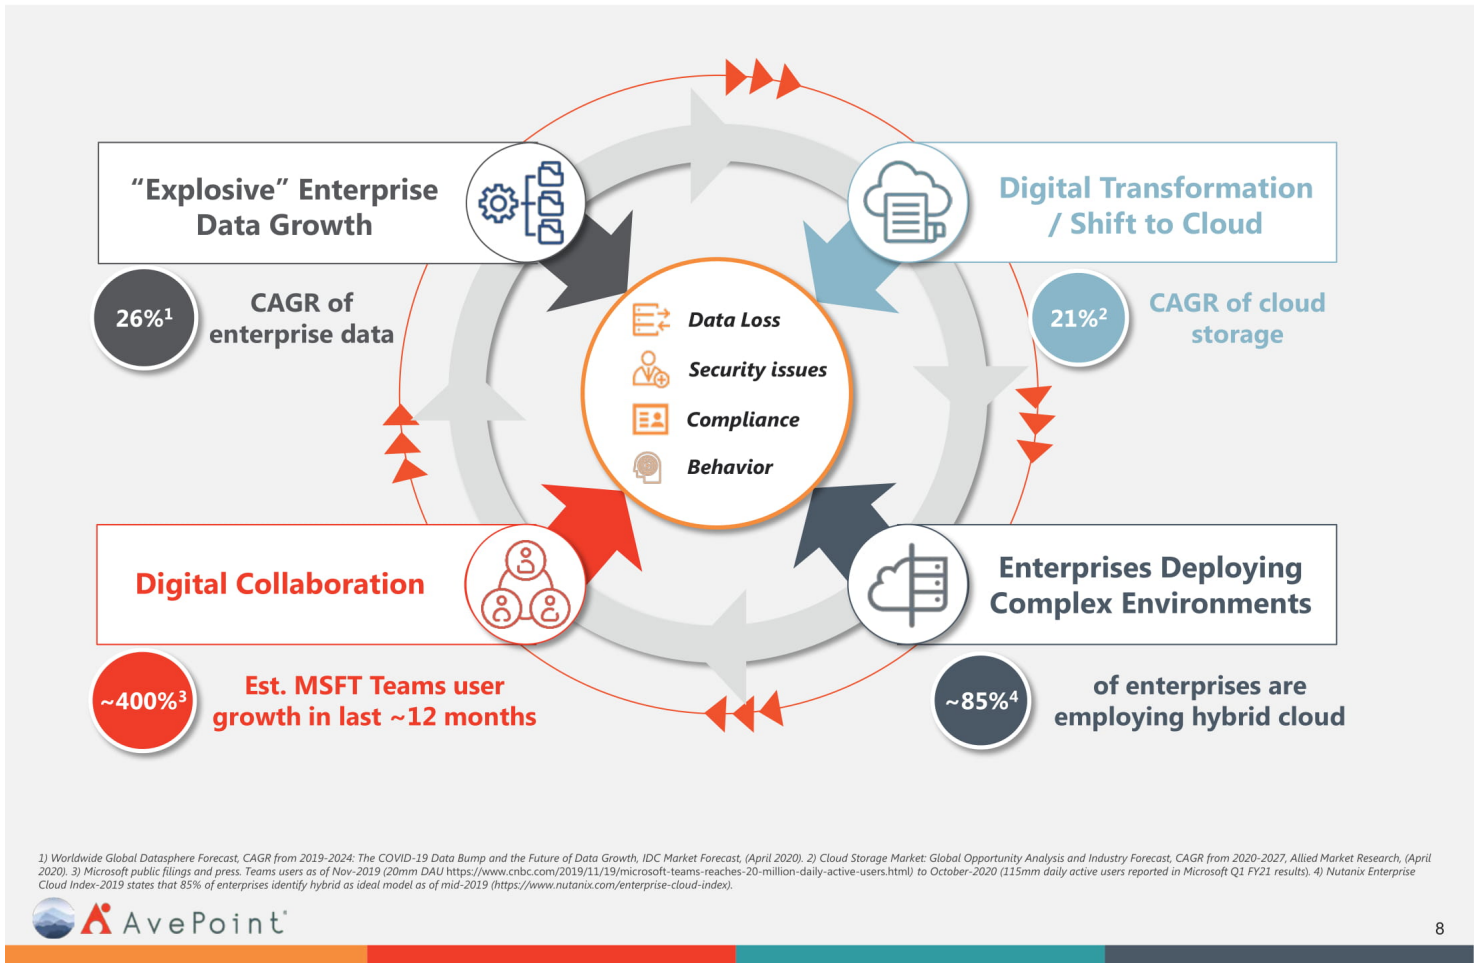 “Explosive” Enterprise
Data Growth
26%¹
CAGR of
enterprise data
Digital Transformation
/ Shift to Cloud
21%²
CAGR of cloud
storage
Data Loss
Security issues
Compliance
Behavior
Digital Collaboration
~400%³
Est. MSFT Teams user
growth in last ~12 months
Enterprises Deploying
Complex Environments
~85%⁴
of enterprises are
employing hybrid cloud
1) Worldwide Global Datasphere Forecast, CAGR from 2019-2024: The COVID-19 Data Bump and the Future of Data Growth, IDC Market Forecast, (April 2020). 2) Cloud Storage Market: Global Opportunity Analysis and Industry Forecast, CAGR from 2020-2027, Allied Market Research, (April
2020). 3) Microsoft public filings and press. Teams users as of Nov-2019 (20mm DAU https://www.cnbc.com/2019/11/19/microsoft-teams-reaches-20-million-daily-active-users.html) to October-2020 (115mm daily active users reported in Microsoft Q1 FY21 results). 4) Nutanix Enterprise
Cloud Index-2019 states that 85% of enterprises identify hybrid as ideal model as of mid-2019 (https://www.nutanix.com/enterprise-cloud-index).
AvePoint
8